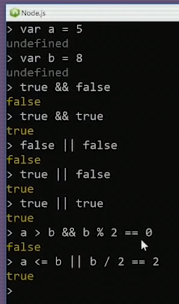 Node.js
> var a = 5
undefined
> var b = 8
undefined
> true && false
false
> true && true
true
> false || false
false
> true || false
true
> true || true
true
> a > b && b % 2 == 0
false
> a <= b || b / 2 == 2
true
>